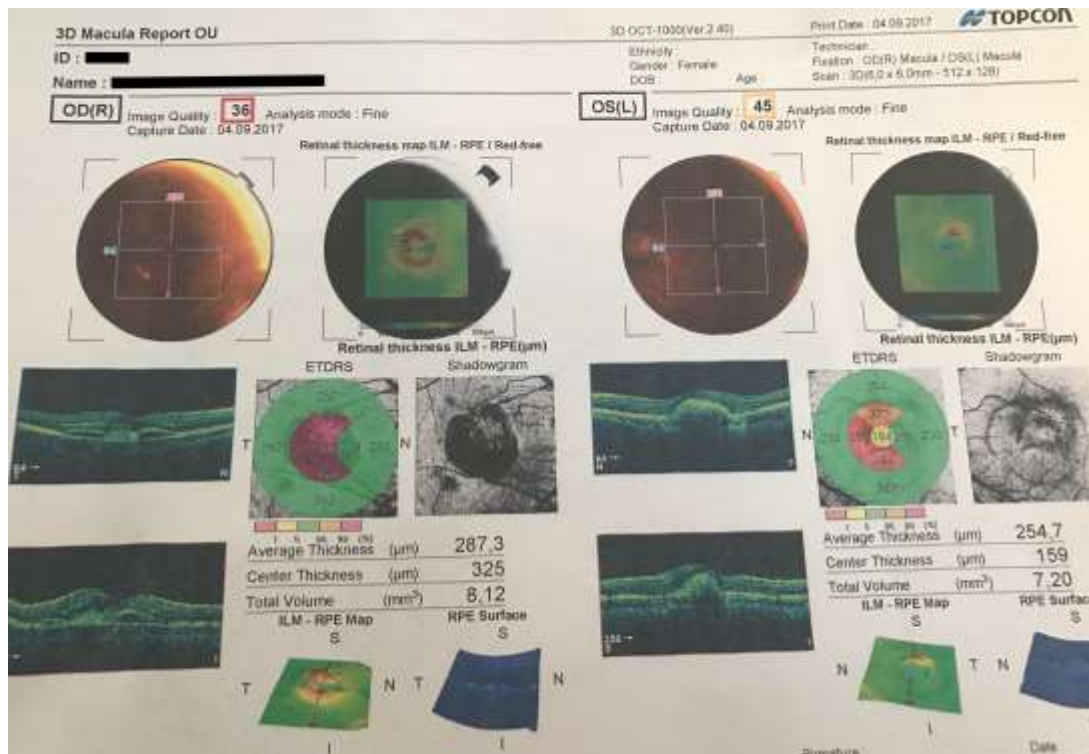 3D Macula Report OU
3D OCT-1000(Ver.2.40)
Print Date : 04.09.2017
TOPCON
ID :
Name :
Ethnicity :
Gender : Female
DOB :
Age
Technician :
Fixation : OD(R) Macula / OS(L) Macula
Scan : 3D(6.0 x 6.0mm - 512 x 128)
OD(R)
Image Quality : 36 Analysis mode : Fine
Capture Date : 04.09.2017
Retinal thickness map ILM - RPE / Red-free
Retinal thickness ILM - RPE(µm)
ETDRS
Shadowgram
T
N
Average Thickness (µm) 287,3
Center Thickness (µm) 325
Total Volume (mm³) 8,12
ILM - RPE Map
RPE Surface
S
S
T
N
T
N
I
I
OS(L)
Image Quality : 45 Analysis mode : Fine
Capture Date : 04.09.2017
Retinal thickness map ILM - RPE / Red-free
Retinal thickness ILM - RPE(µm)
ETDRS
Shadowgram
N
T
Average Thickness (µm) 254,7
Center Thickness (µm) 159
Total Volume (mm³) 7,20
ILM - RPE Map
RPE Surface
S
S
N
T
N
I
Signature :
Date